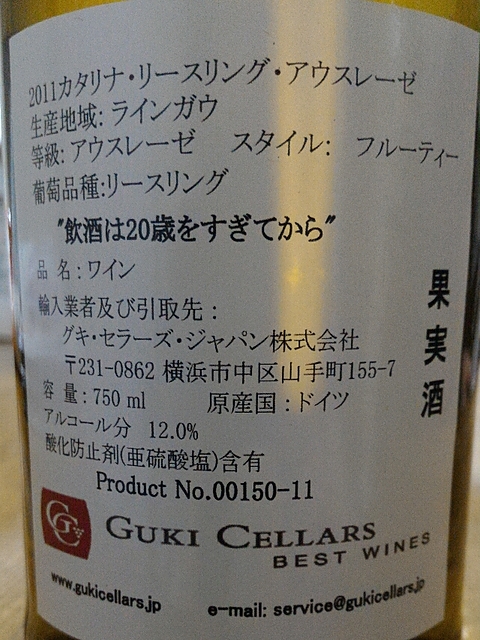 2011カタリナ・リースリング・アウスレーゼ
生産地域: ラインガウ
等級: アウスレーゼ　スタイル: フルーティー
葡萄品種:リースリング
"飲酒は20歳をすぎてから"
品 名 : ワイン
輸入業者及び引取先 :
グキ・セラーズ・ジャパン株式会社
〒231-0862 横浜市中区山手町155-7
容 量 : 750 ml　原産国 : ドイツ
アルコール分 12.0%
酸化防止剤(亜硫酸塩)含有
果実酒
Product No.00150-11
GC
GUKI CELLARS
BEST WINES
www.gukicellars.jp
e-mail: service@gukicellars.jp